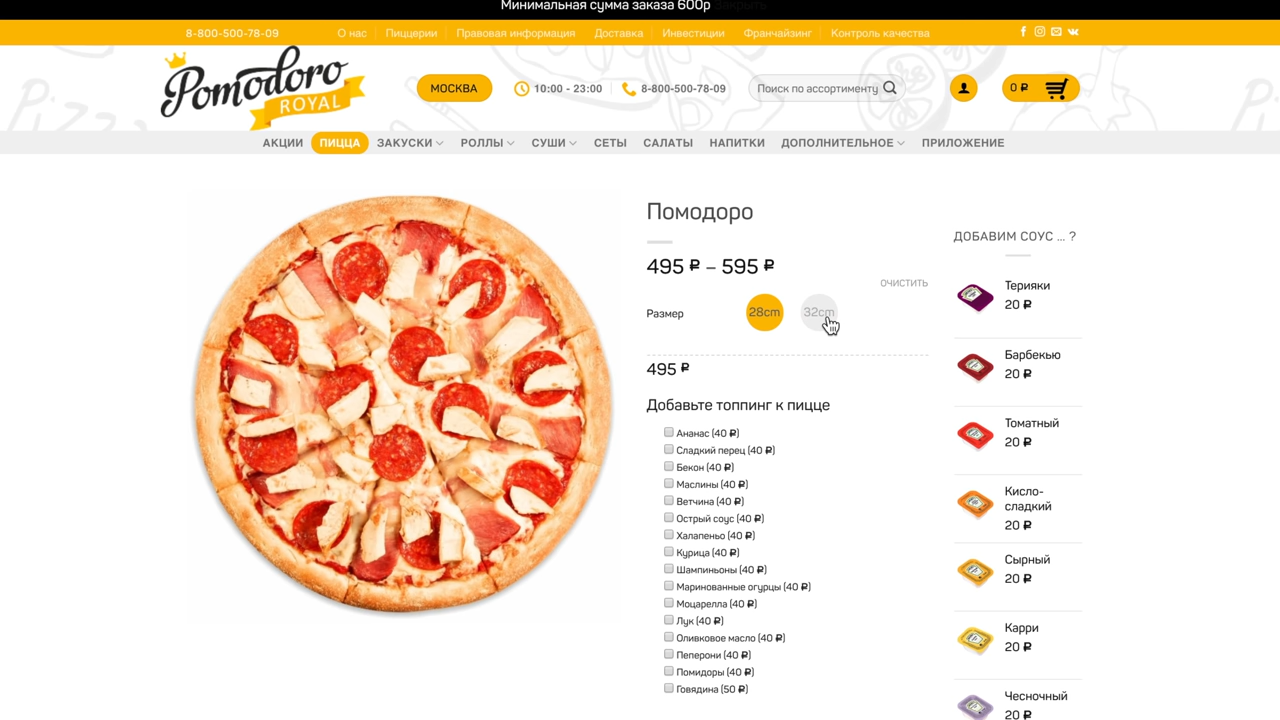 Минимальная сумма заказа 600р Закрыть
8-800-500-78-09
О нас
Пиццерии
Правовая информация
Доставка
Инвестиции
Франчайзинг
Контроль качества
Pomodoro
ROYAL
МОСКВА
10:00 - 23:00
8-800-500-78-09
Поиск по ассортименту
0 ₽
АКЦИИ
ПИЦЦА
ЗАКУСКИ
РОЛЛЫ
СУШИ
СЕТЫ
САЛАТЫ
НАПИТКИ
ДОПОЛНИТЕЛЬНОЕ
ПРИЛОЖЕНИЕ
Помодоро
495 ₽ – 595 ₽
ОЧИСТИТЬ
Размер
28cm
32cm
495 ₽
Добавьте топпинг к пицце
Ананас (40 ₽)
Сладкий перец (40 ₽)
Бекон (40 ₽)
Маслины (40 ₽)
Ветчина (40 ₽)
Острый соус (40 ₽)
Халапеньо (40 ₽)
Курица (40 ₽)
Шампиньоны (40 ₽)
Маринованные огурцы (40 ₽)
Моцарелла (40 ₽)
Лук (40 ₽)
Оливковое масло (40 ₽)
Пеперони (40 ₽)
Помидоры (40 ₽)
Говядина (50 ₽)
ДОБАВИМ СОУС ... ?
Терияки
20 ₽
Барбекью
20 ₽
Томатный
20 ₽
Кисло-
сладкий
20 ₽
Сырный
20 ₽
Карри
20 ₽
Чесночный
20 ₽